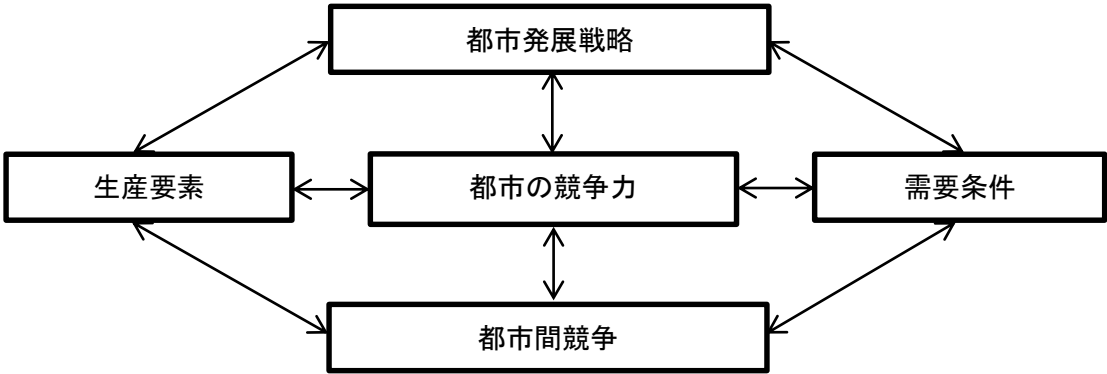 都市発展戦略
生産要素
都市の競争力
需要条件
都市間競争